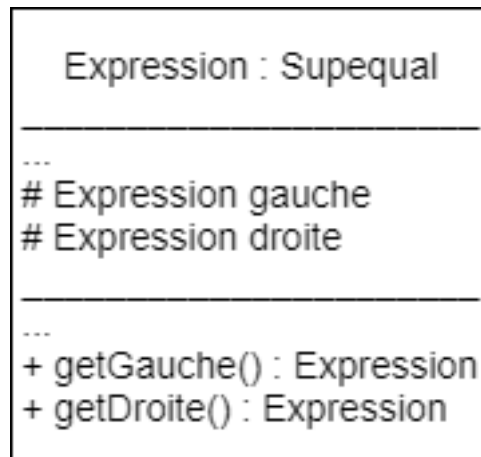 Expression : Supequal
...
# Expression gauche
# Expression droite
...
+ getGauche() : Expression
+ getDroite() : Expression